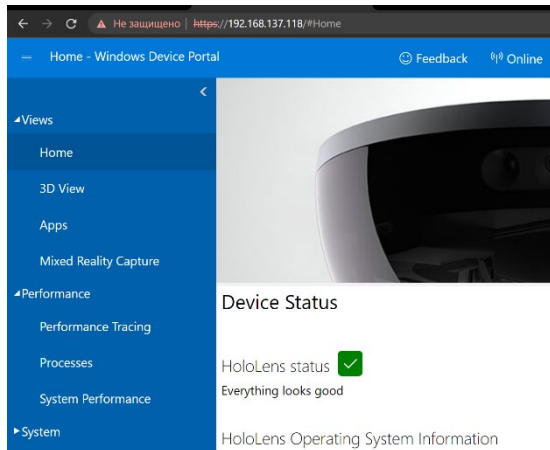 Не защищено | https://192.168.137.118/#Home
Home - Windows Device Portal
Feedback
Online
Views
Home
3D View
Apps
Mixed Reality Capture
Performance
Performance Tracing
Processes
System Performance
System
Device Status
HoloLens status
Everything looks good
HoloLens Operating System Information